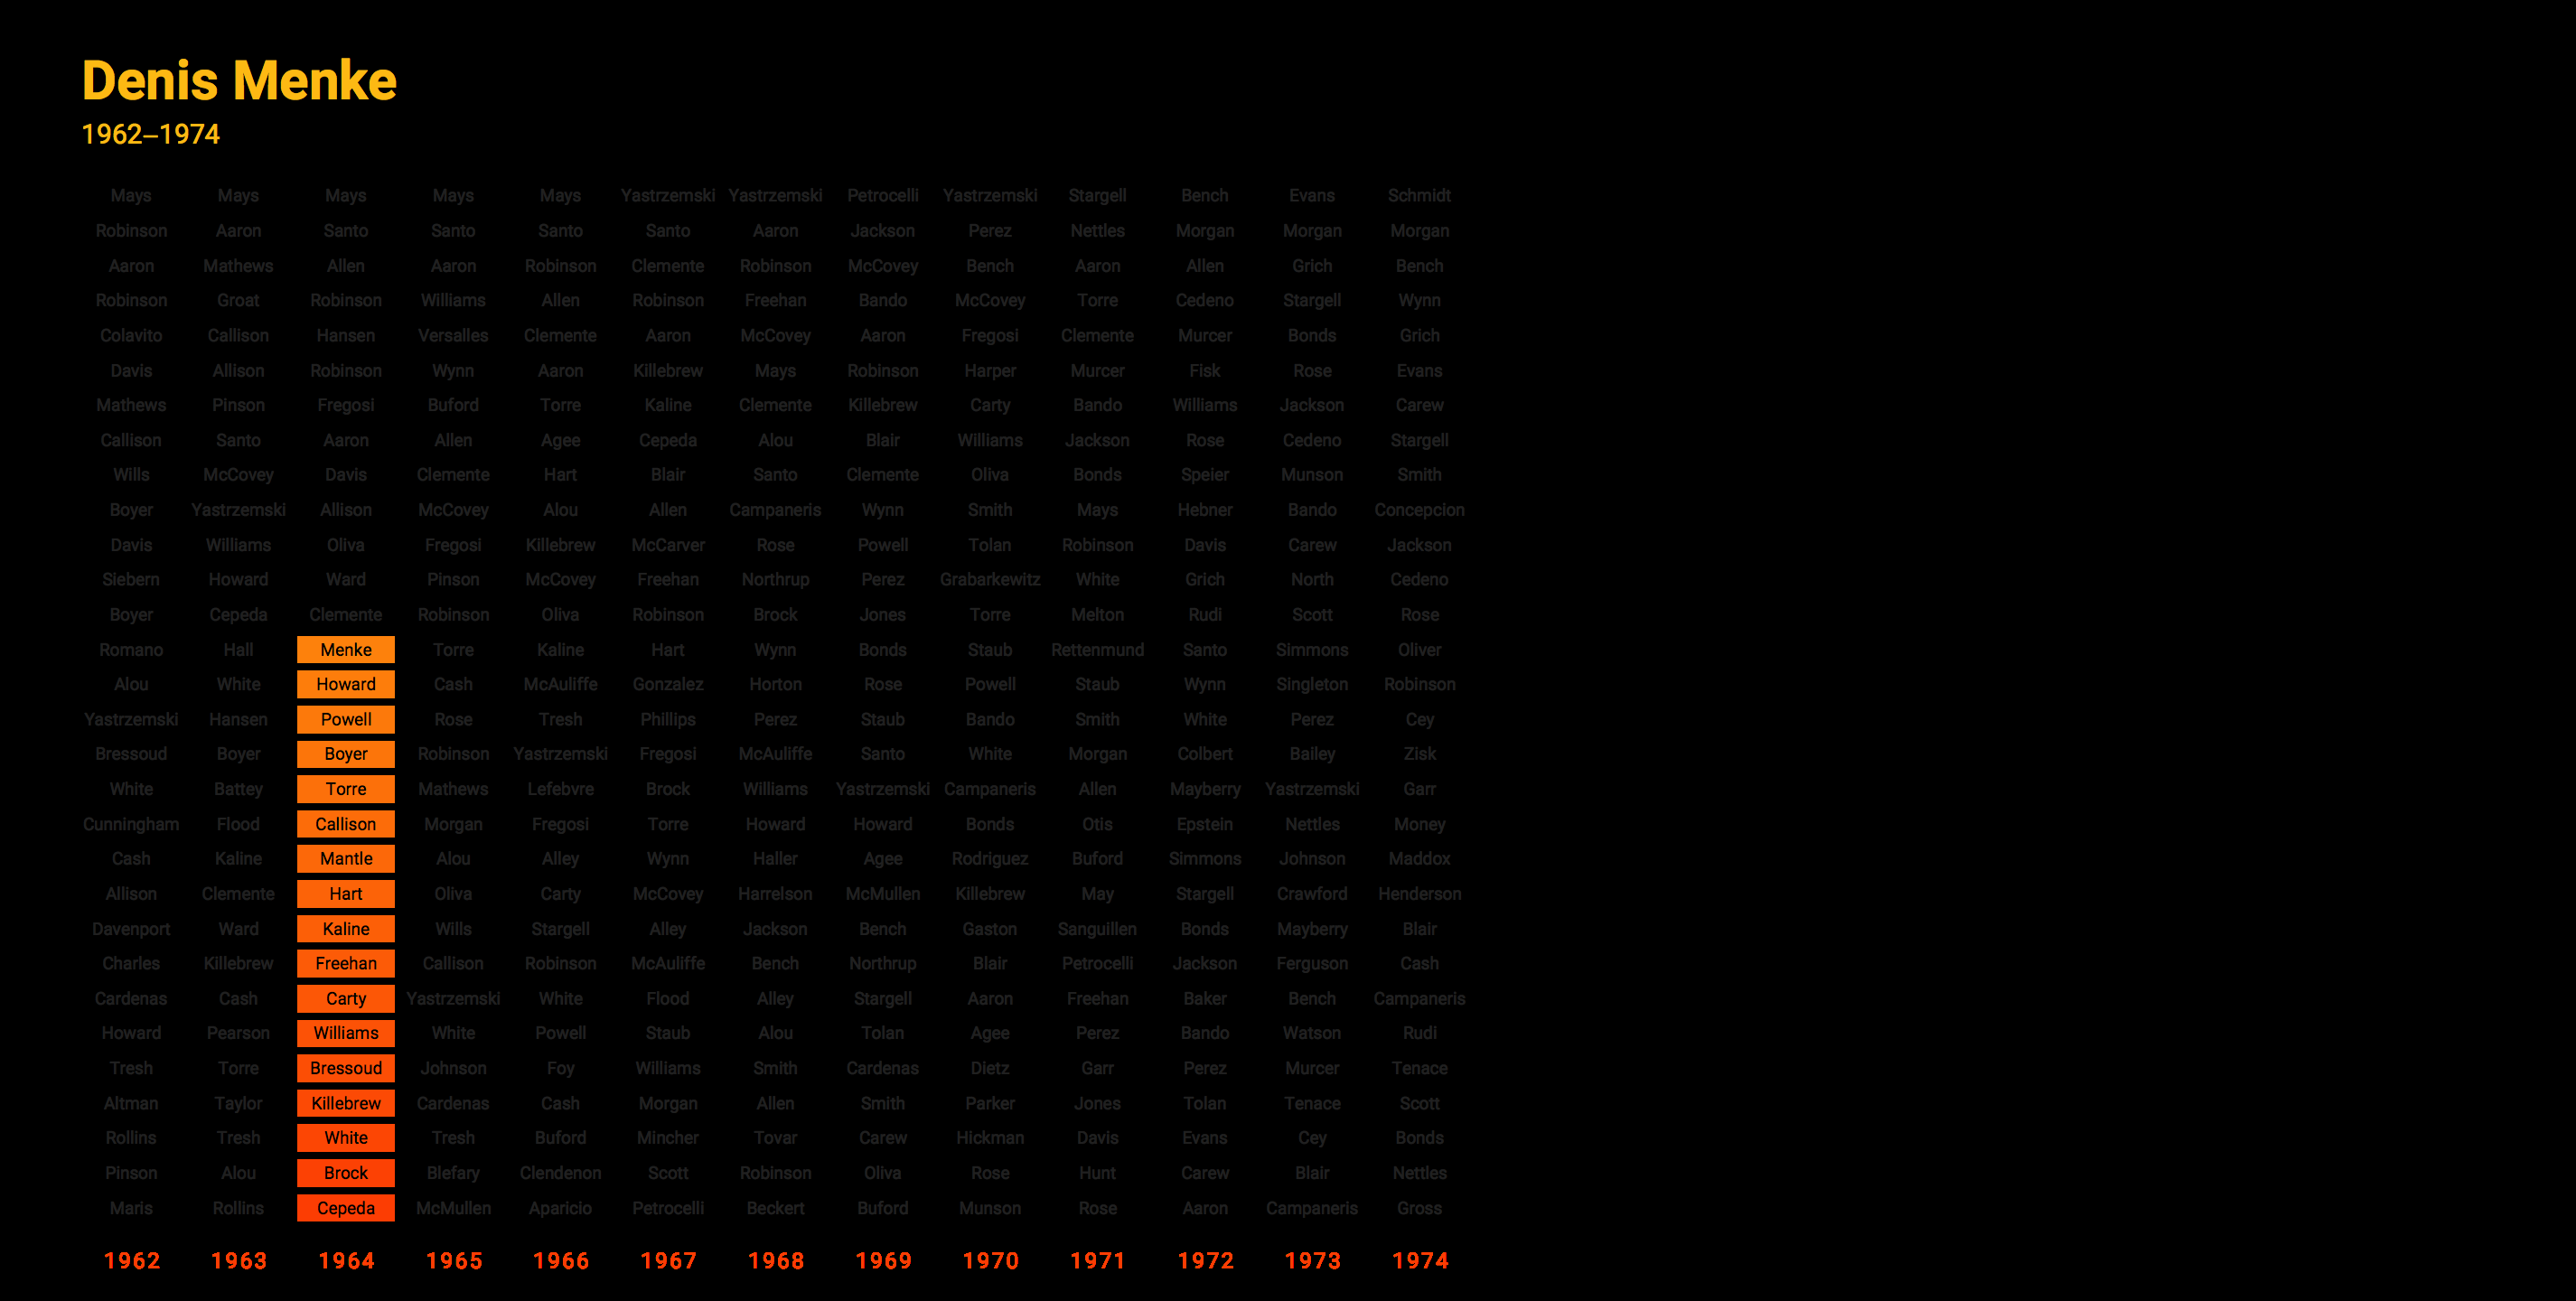 Denis Menke
1962–1974
Mays Mays Mays Mays Mays Yastrzemski Yastrzemski Petrocelli Yastrzemski Stargell Bench Evans Schmidt
Robinson Aaron Santo Santo Santo Santo Aaron Jackson Perez Nettles Morgan Morgan Morgan
Aaron Mathews Allen Aaron Robinson Clemente Robinson McCovey Bench Aaron Allen Grich Bench
Robinson Groat Robinson Williams Allen Robinson Freehan Bando McCovey Torre Cedeno Stargell Wynn
Colavito Callison Hansen Versalles Clemente Aaron McCovey Aaron Fregosi Clemente Murcer Bonds Grich
Davis Allison Robinson Wynn Aaron Killebrew Mays Robinson Harper Murcer Fisk Rose Evans
Mathews Pinson Fregosi Buford Torre Kaline Clemente Killebrew Carty Bando Williams Jackson Carew
Callison Santo Aaron Allen Agee Cepeda Alou Blair Williams Jackson Rose Cedeno Stargell
Wills McCovey Davis Clemente Hart Blair Santo Clemente Oliva Bonds Speier Munson Smith
Boyer Yastrzemski Allison McCovey Alou Allen Campaneris Wynn Smith Mays Hebner Bando Concepcion
Davis Williams Oliva Fregosi Killebrew McCarver Rose Powell Tolan Robinson Davis Carew Jackson
Siebern Howard Ward Pinson McCovey Freehan Northrup Perez Grabarkewitz White Grich North Cedeno
Boyer Cepeda Clemente Robinson Oliva Robinson Brock Jones Torre Melton Rudi Scott Rose
Romano Hall Menke Torre Kaline Hart Wynn Bonds Staub Rettenmund Santo Simmons Oliver
Alou White Howard Cash McAuliffe Gonzalez Horton Rose Powell Staub Wynn Singleton Robinson
Yastrzemski Hansen Powell Rose Tresh Phillips Perez Staub Bando Smith White Perez Cey
Bressoud Boyer Boyer Robinson Yastrzemski Fregosi McAuliffe Santo White Morgan Colbert Bailey Zisk
White Battey Torre Mathews Lefebvre Brock Williams Yastrzemski Campaneris Allen Mayberry Yastrzemski Garr
Cunningham Flood Callison Morgan Fregosi Torre Howard Howard Bonds Otis Epstein Nettles Money
Cash Kaline Mantle Alou Alley Wynn Haller Agee Rodriguez Buford Simmons Johnson Maddox
Allison Clemente Hart Oliva Carty McCovey Harrelson McMullen Killebrew May Stargell Crawford Henderson
Davenport Ward Kaline Wills Stargell Alley Jackson Bench Gaston Sanguillen Bonds Mayberry Blair
Charles Killebrew Freehan Callison Robinson McAuliffe Bench Northrup Blair Petrocelli Jackson Ferguson Cash
Cardenas Cash Carty Yastrzemski White Flood Alley Stargell Aaron Freehan Baker Bench Campaneris
Howard Pearson Williams White Powell Staub Alou Tolan Agee Perez Bando Watson Rudi
Tresh Torre Bressoud Johnson Foy Williams Smith Cardenas Dietz Garr Perez Murcer Tenace
Altman Taylor Killebrew Cardenas Cash Morgan Allen Smith Parker Jones Tolan Tenace Scott
Rollins Tresh White Tresh Buford Mincher Tovar Carew Hickman Davis Evans Cey Bonds
Pinson Alou Brock Blefary Clendenon Scott Robinson Oliva Rose Hunt Carew Blair Nettles
Maris Rollins Cepeda McMullen Aparicio Petrocelli Beckert Buford Munson Rose Aaron Campaneris Gross
1962 1963 1964 1965 1966 1967 1968 1969 1970 1971 1972 1973 1974